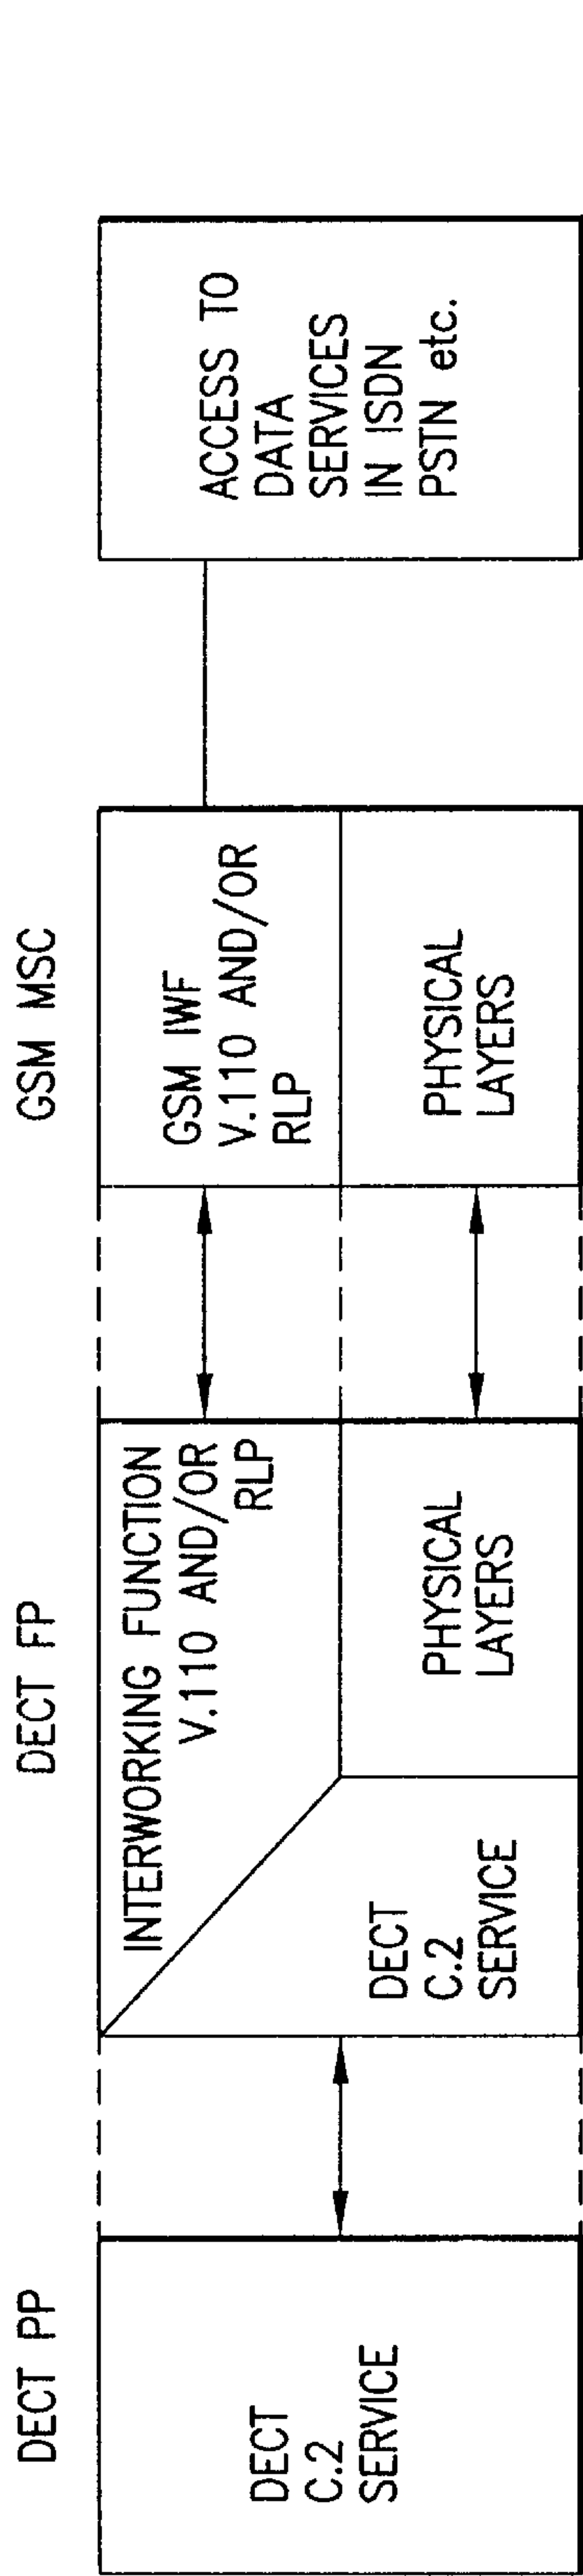 DECT PP
DECT FP
GSM MSC
DECT
C.2
SERVICE
INTERWORKING FUNCTION
V.110 AND/OR
RLP
DECT
C.2
SERVICE
PHYSICAL
LAYERS
GSM IWF
V.110 AND/OR
RLP
PHYSICAL
LAYERS
ACCESS TO
DATA
SERVICES
IN ISDN
PSTN etc.